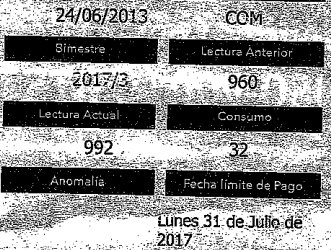 24/06/2013 COM
Bimestre Lectura Anterior
2017/3 960
Lectura Actual Consumo
992 32
Anomalía Fecha límite de Pago
Lunes 31 de Julio de
2017